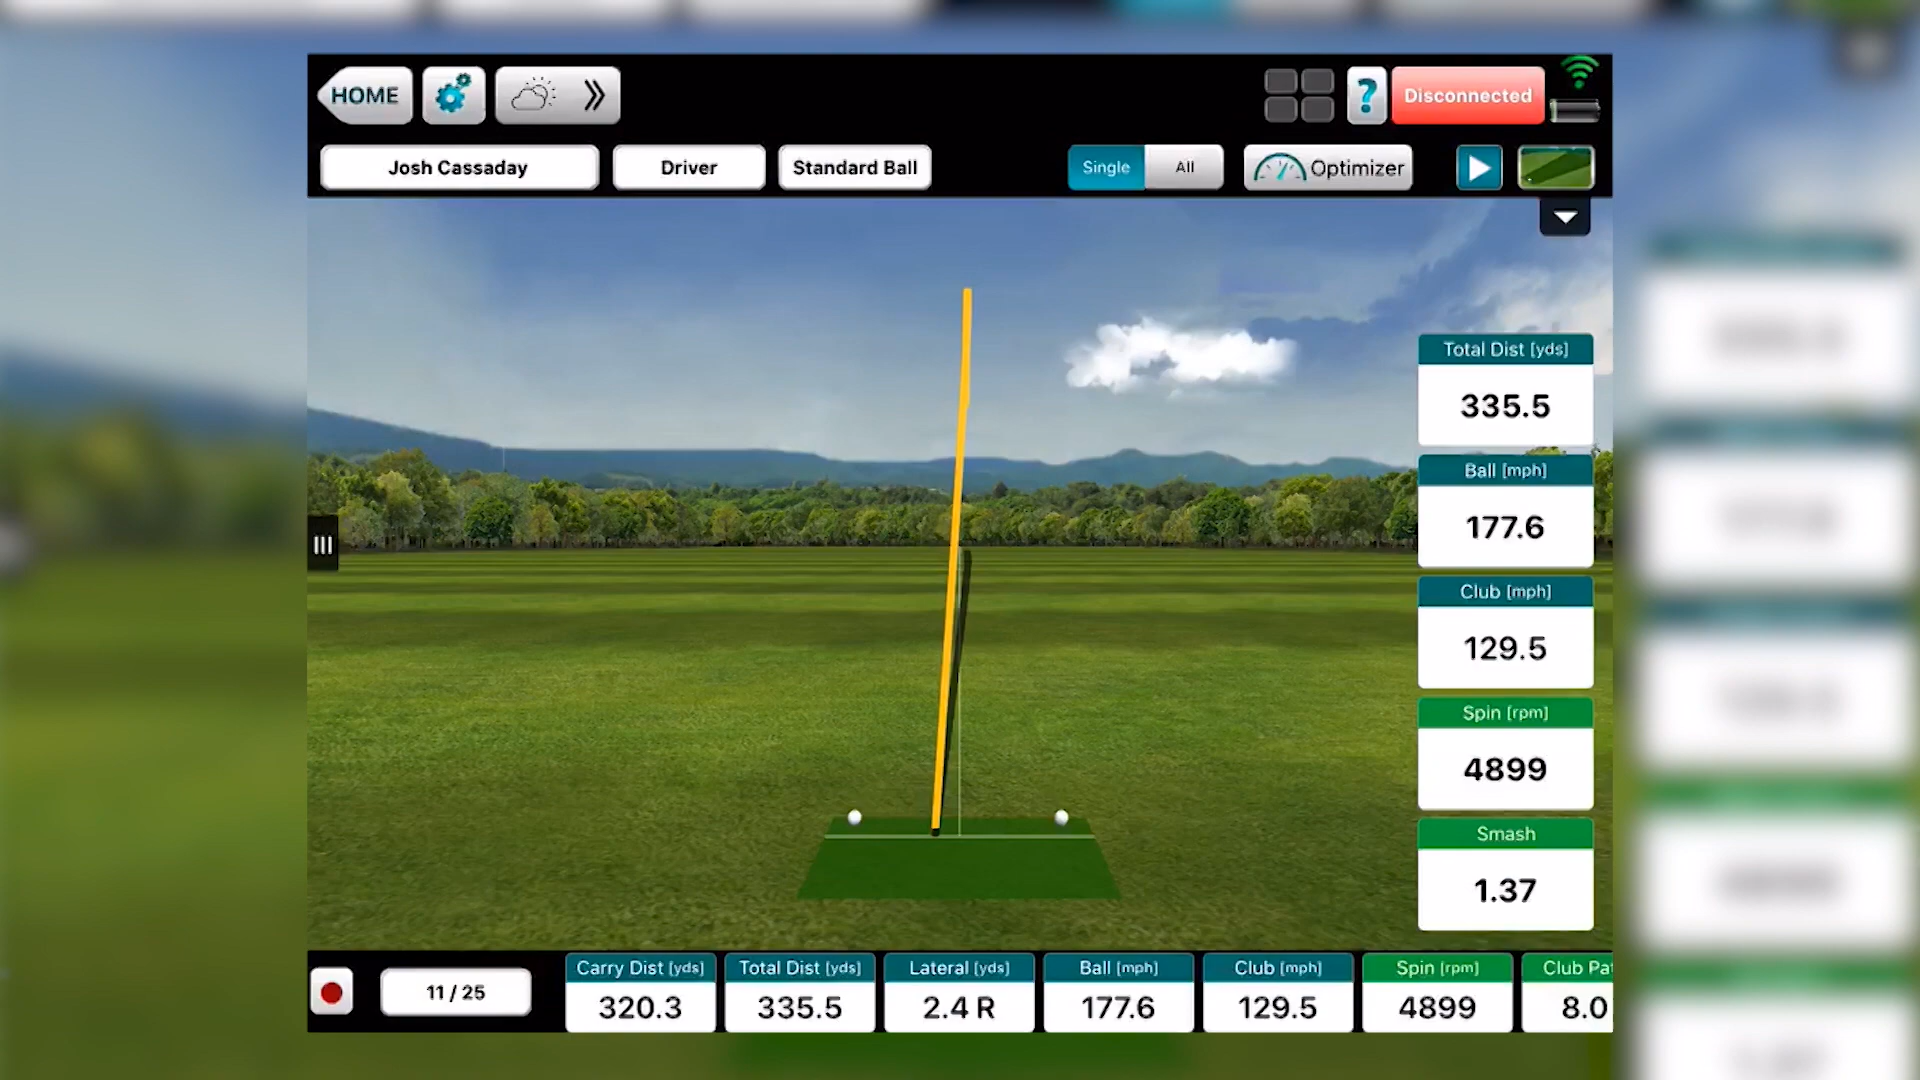 HOME
?
Disconnected
Josh Cassaday
Driver
Standard Ball
Single
All
Optimizer
Total Dist [yds]
335.5
Ball [mph]
177.6
Club [mph]
129.5
Spin [rpm]
4899
Smash
1.37
11 / 25
Carry Dist [yds]
320.3
Total Dist [yds]
335.5
Lateral [yds]
2.4 R
Ball [mph]
177.6
Club [mph]
129.5
Spin [rpm]
4899
Club Pat
8.0